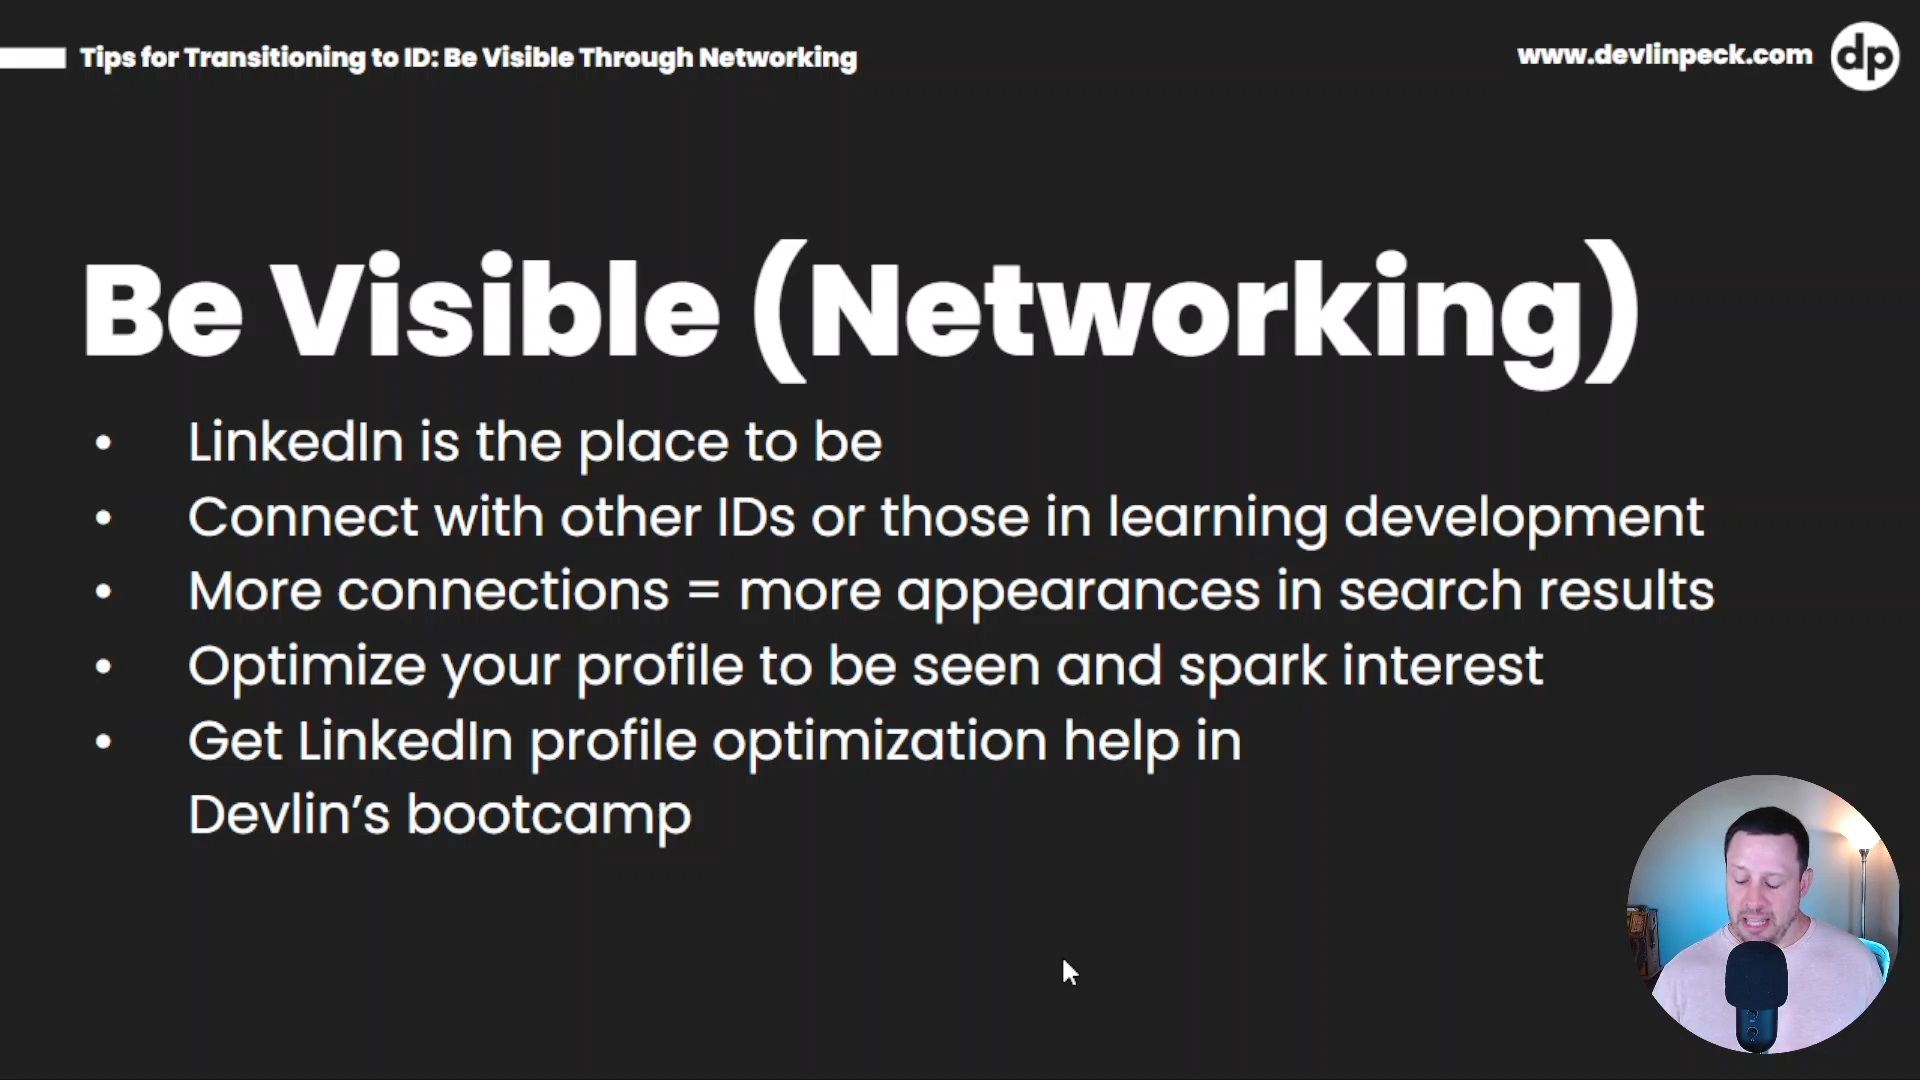 Tips for Transitioning to ID: Be Visible Through Networking
www.devlinpeck.com
dp
Be Visible (Networking)
• LinkedIn is the place to be
• Connect with other IDs or those in learning development
• More connections = more appearances in search results
• Optimize your profile to be seen and spark interest
• Get LinkedIn profile optimization help in
Devlin’s bootcamp